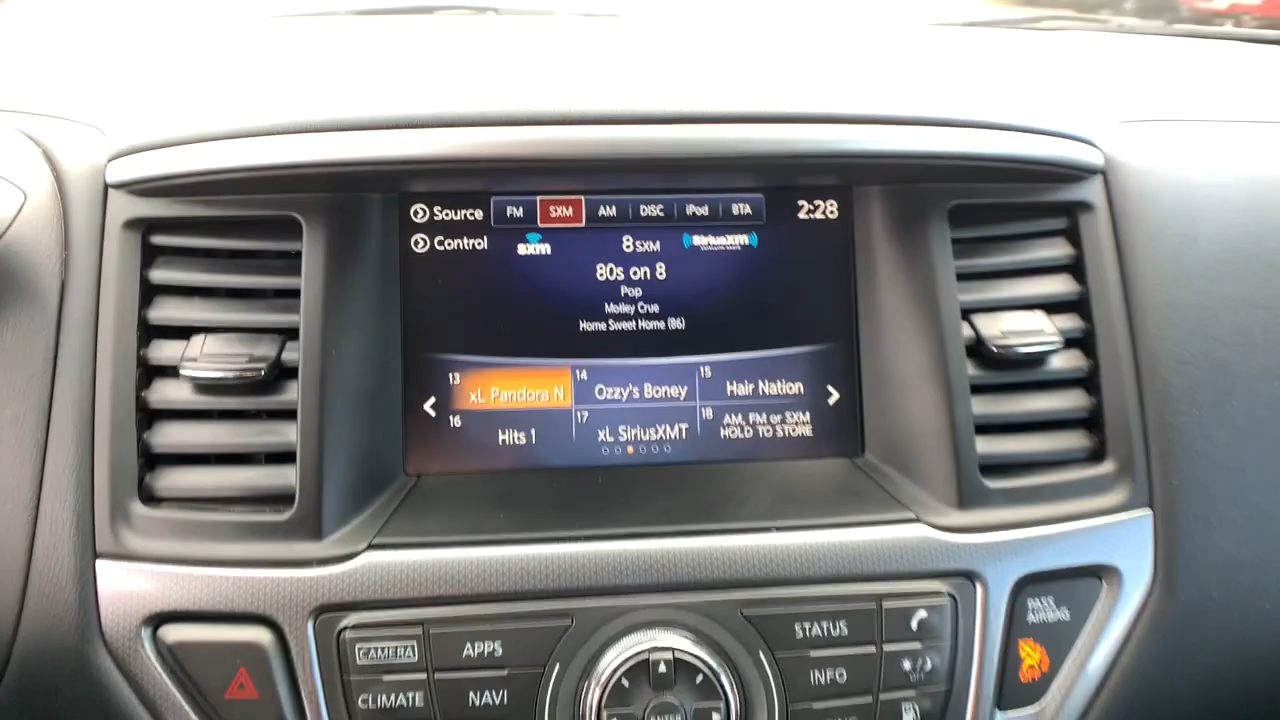 Source FM SXM AM DISC iPod BTA 2:28
Control sxm 8 SXM SiriusXM
80s on 8
Pop
Motley Crue
Home Sweet Home (86)
13 xL Pandora N 14 Ozzy's Boney 15 Hair Nation
16 Hits 1 17 xL SiriusXMT 18 AM, FM or SXM
HOLD TO STORE
CAMERA APPS STATUS
CLIMATE NAVI INFO
ENTER
PASS
AIRBAG
OFF